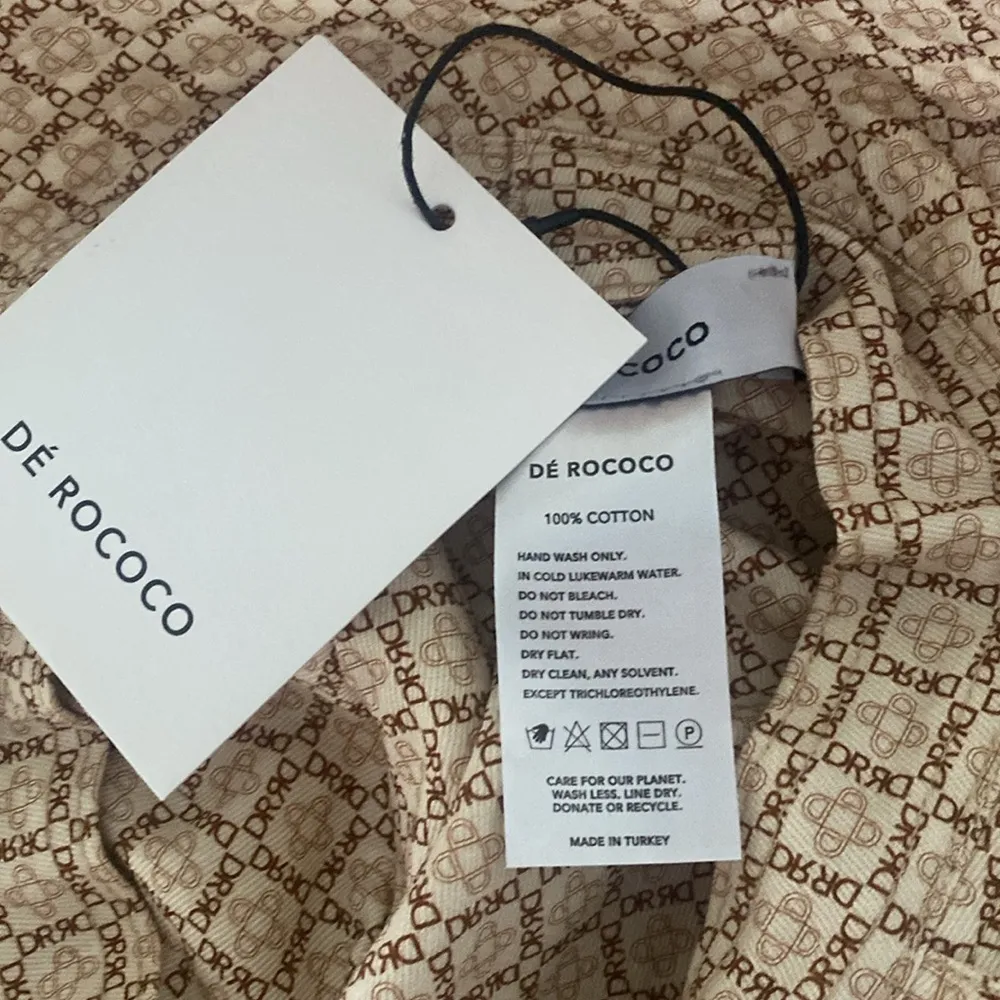 DÉ ROCOCO
COCO
DÉ ROCOCO
100% COTTON
HAND WASH ONLY.
IN COLD LUKEWARM WATER.
DO NOT BLEACH.
DO NOT TUMBLE DRY.
DO NOT WRING.
DRY FLAT.
DRY CLEAN, ANY SOLVENT.
EXCEPT TRICHLOREOTHYLENE.
P
CARE FOR OUR PLANET.
WASH LESS, LINE DRY.
DONATE OR RECYCLE.
MADE IN TURKEY